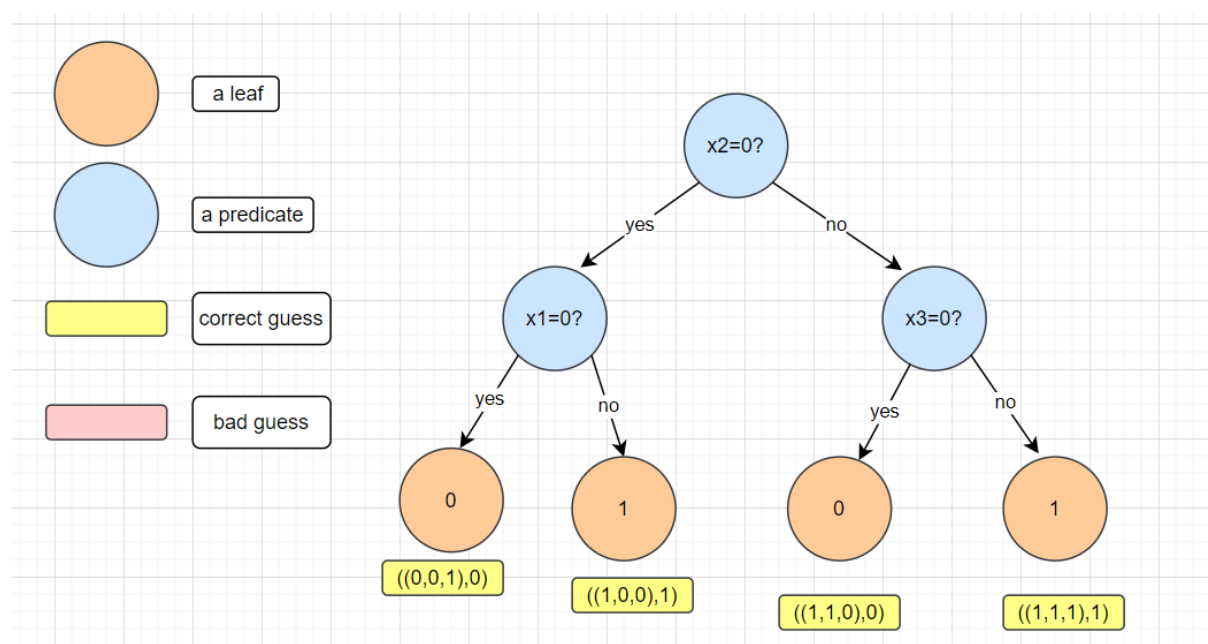 a leaf
a predicate
correct guess
bad guess
x2=0?
yes
no
x1=0?
x3=0?
yes
no
yes
no
0
1
0
1
((0,0,1),0)
((1,0,0),1)
((1,1,0),0)
((1,1,1),1)